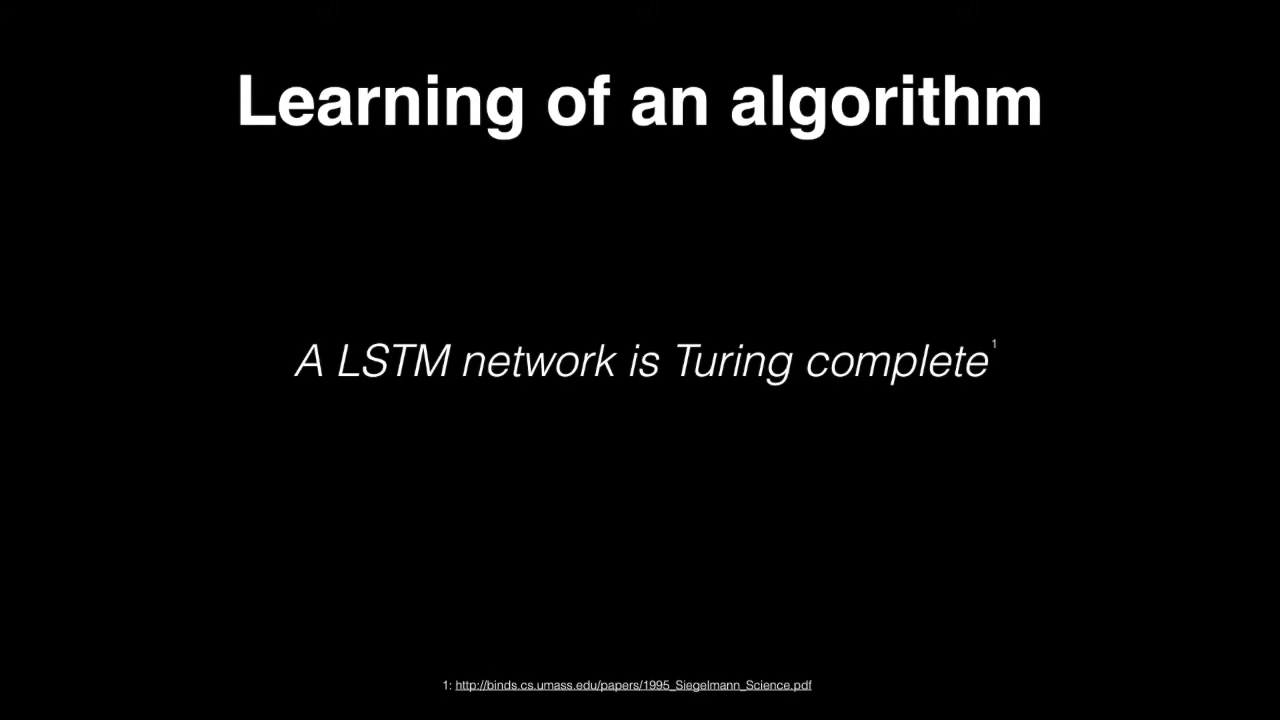 Learning of an algorithm
A LSTM network is Turing complete¹
1: http://binds.cs.umass.edu/papers/1995_Siegelmann_Science.pdf